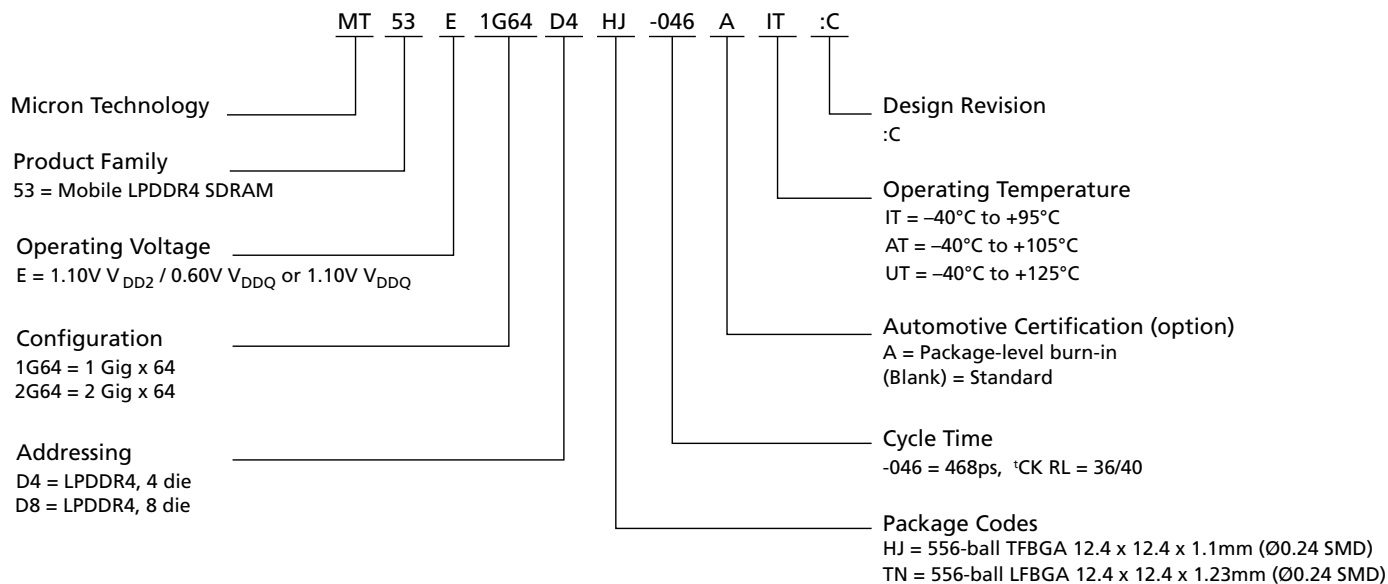 MT 53 E 1G64 D4 HJ -046 A IT :C
Micron Technology
Product Family
53 = Mobile LPDDR4 SDRAM
Operating Voltage
E = 1.10V VDD2 / 0.60V VDDQ or 1.10V VDDQ
Configuration
1G64 = 1 Gig x 64
2G64 = 2 Gig x 64
Addressing
D4 = LPDDR4, 4 die
D8 = LPDDR4, 8 die
Design Revision
:C
Operating Temperature
IT = –40°C to +95°C
AT = –40°C to +105°C
UT = –40°C to +125°C
Automotive Certification (option)
A = Package-level burn-in
(Blank) = Standard
Cycle Time
-046 = 468ps, tCK RL = 36/40
Package Codes
HJ = 556-ball TFBGA 12.4 x 12.4 x 1.1mm (Ø0.24 SMD)
TN = 556-ball LFBGA 12.4 x 12.4 x 1.23mm (Ø0.24 SMD)